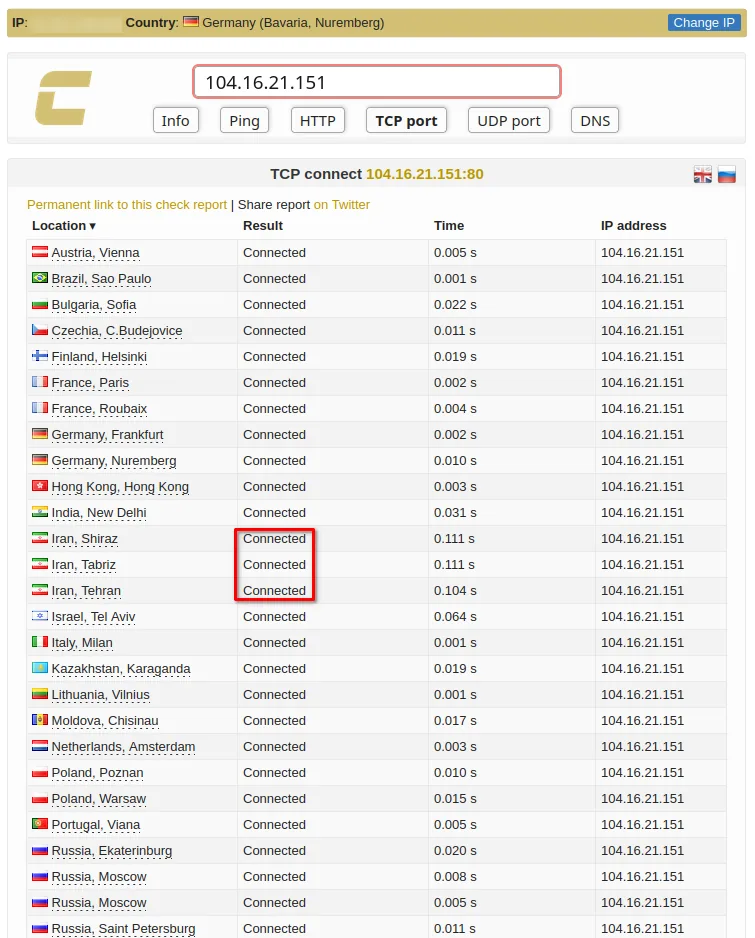 IP: Country: Germany (Bavaria, Nuremberg) Change IP
104.16.21.151
Info Ping HTTP TCP port UDP port DNS
TCP connect 104.16.21.151:80
Permanent link to this check report | Share report on Twitter
Location ▾ Result Time IP address
Austria, Vienna Connected 0.005 s 104.16.21.151
Brazil, Sao Paulo Connected 0.001 s 104.16.21.151
Bulgaria, Sofia Connected 0.022 s 104.16.21.151
Czechia, C.Budejovice Connected 0.011 s 104.16.21.151
Finland, Helsinki Connected 0.019 s 104.16.21.151
France, Paris Connected 0.002 s 104.16.21.151
France, Roubaix Connected 0.004 s 104.16.21.151
Germany, Frankfurt Connected 0.002 s 104.16.21.151
Germany, Nuremberg Connected 0.010 s 104.16.21.151
Hong Kong, Hong Kong Connected 0.003 s 104.16.21.151
India, New Delhi Connected 0.031 s 104.16.21.151
Iran, Shiraz Connected 0.111 s 104.16.21.151
Iran, Tabriz Connected 0.111 s 104.16.21.151
Iran, Tehran Connected 0.104 s 104.16.21.151
Israel, Tel Aviv Connected 0.064 s 104.16.21.151
Italy, Milan Connected 0.001 s 104.16.21.151
Kazakhstan, Karaganda Connected 0.019 s 104.16.21.151
Lithuania, Vilnius Connected 0.001 s 104.16.21.151
Moldova, Chisinau Connected 0.017 s 104.16.21.151
Netherlands, Amsterdam Connected 0.003 s 104.16.21.151
Poland, Poznan Connected 0.010 s 104.16.21.151
Poland, Warsaw Connected 0.015 s 104.16.21.151
Portugal, Viana Connected 0.005 s 104.16.21.151
Russia, Ekaterinburg Connected 0.020 s 104.16.21.151
Russia, Moscow Connected 0.008 s 104.16.21.151
Russia, Moscow Connected 0.005 s 104.16.21.151
Russia, Saint Petersburg Connected 0.011 s 104.16.21.151